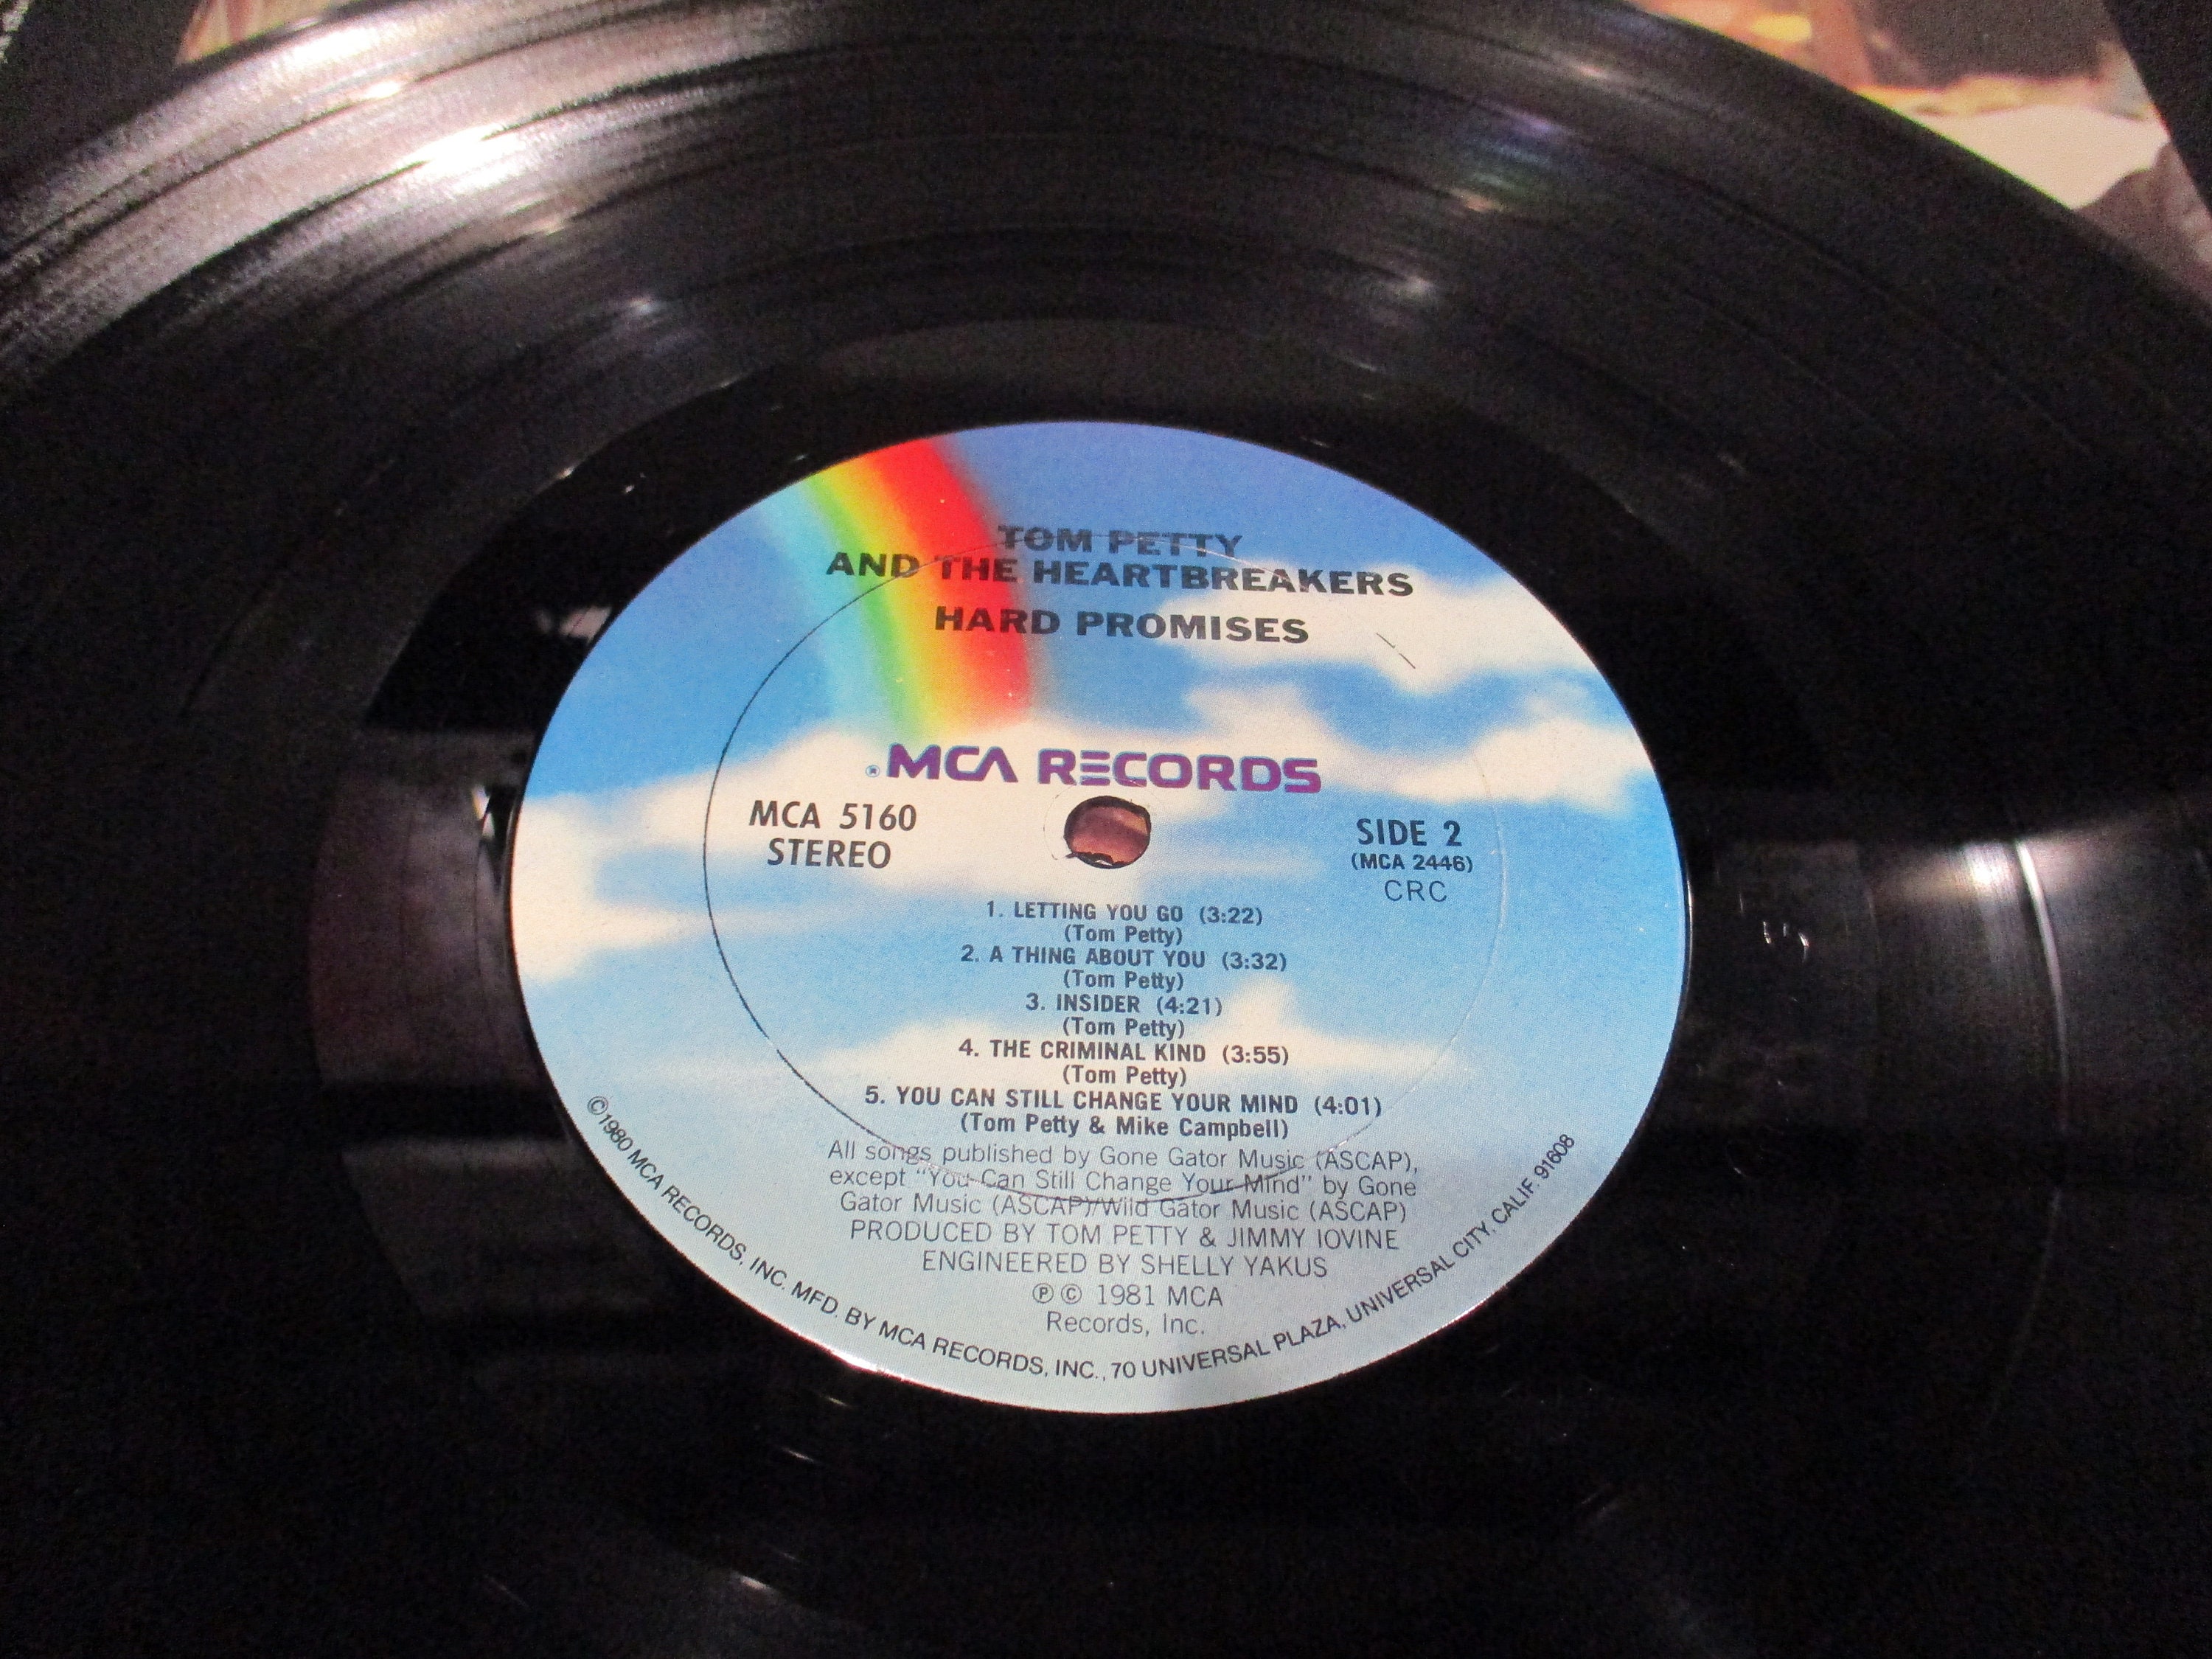 TOM PETTY
AND THE HEARTBREAKERS
HARD PROMISES
® MCA RECORDS
MCA 5160
STEREO
SIDE 2
(MCA 2446)
CRC
1. LETTING YOU GO (3:22)
(Tom Petty)
2. A THING ABOUT YOU (3:32)
(Tom Petty)
3. INSIDER (4:21)
(Tom Petty)
4. THE CRIMINAL KIND (3:55)
(Tom Petty)
5. YOU CAN STILL CHANGE YOUR MIND (4:01)
(Tom Petty & Mike Campbell)
All songs published by Gone Gator Music (ASCAP),
except "You Can Still Change Your Mind" by Gone
Gator Music (ASCAP)/Wild Gator Music (ASCAP)
PRODUCED BY TOM PETTY & JIMMY IOVINE
ENGINEERED BY SHELLY YAKUS
℗ © 1981 MCA
Records, Inc.
©1980 MCA RECORDS, INC. MFD. BY MCA RECORDS, INC., 70 UNIVERSAL PLAZA, UNIVERSAL CITY, CALIF. 91608